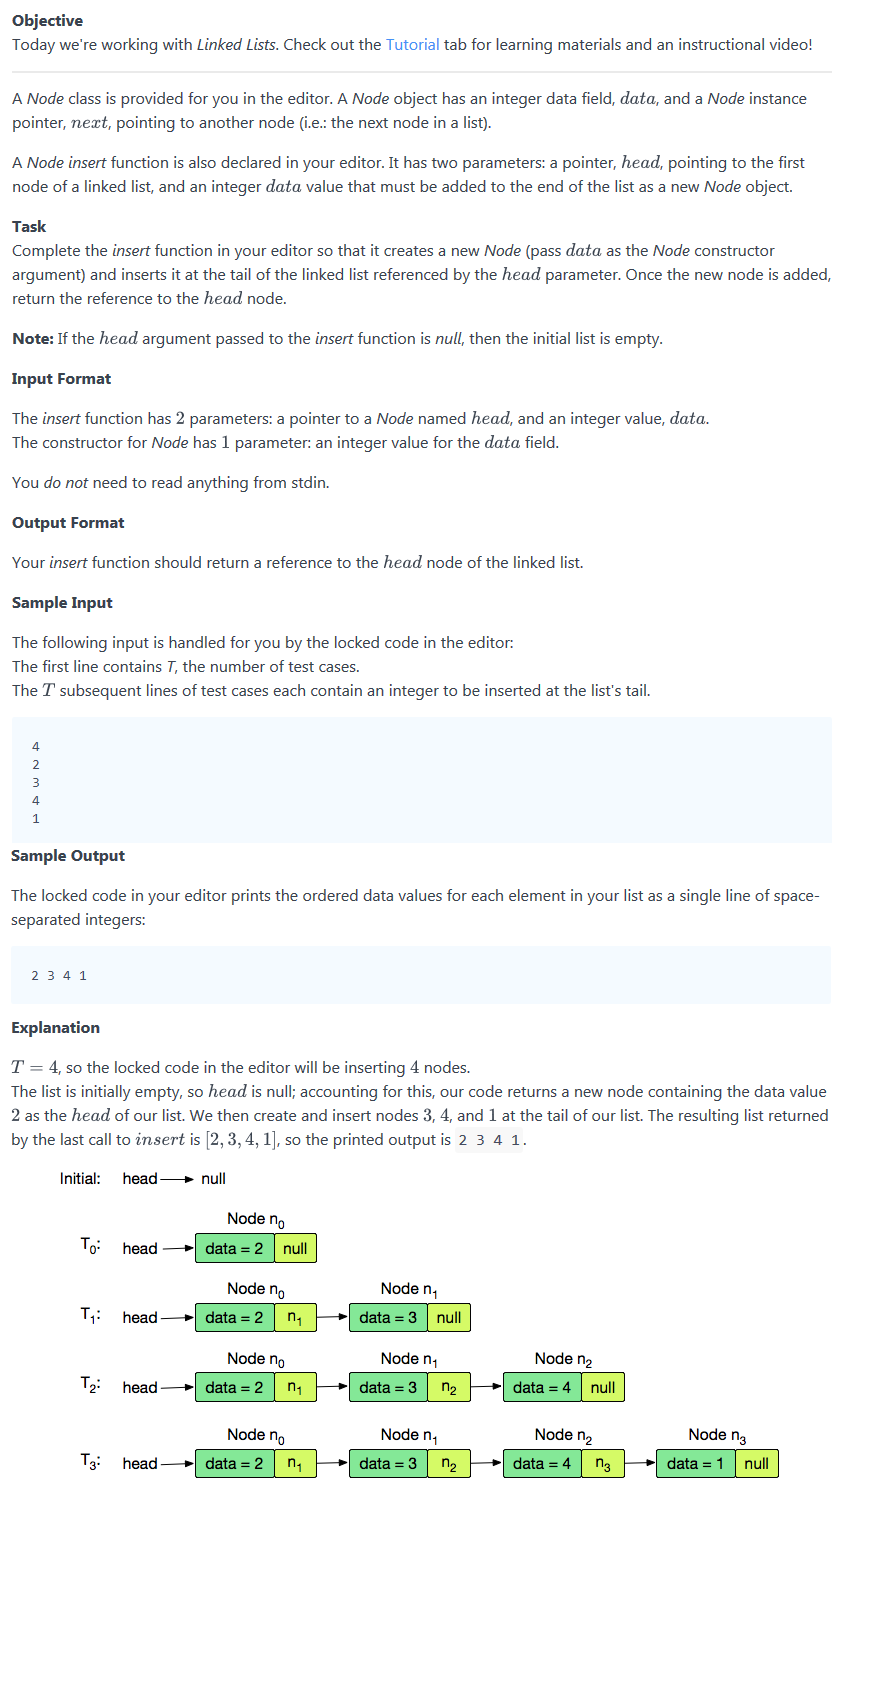 Objective
Today we're working with Linked Lists. Check out the Tutorial tab for learning materials and an instructional video!
A Node class is provided for you in the editor. A Node object has an integer data field, data, and a Node instance
pointer, next, pointing to another node (i.e.: the next node in a list).
A Node insert function is also declared in your editor. It has two parameters: a pointer, head, pointing to the first
node of a linked list, and an integer data value that must be added to the end of the list as a new Node object.
Task
Complete the insert function in your editor so that it creates a new Node (pass data as the Node constructor
argument) and inserts it at the tail of the linked list referenced by the head parameter. Once the new node is added,
return the reference to the head node.
Note: If the head argument passed to the insert function is null, then the initial list is empty.
Input Format
The insert function has 2 parameters: a pointer to a Node named head, and an integer value, data.
The constructor for Node has 1 parameter: an integer value for the data field.
You do not need to read anything from stdin.
Output Format
Your insert function should return a reference to the head node of the linked list.
Sample Input
The following input is handled for you by the locked code in the editor:
The first line contains T, the number of test cases.
The T subsequent lines of test cases each contain an integer to be inserted at the list's tail.
4
2
3
4
1
Sample Output
The locked code in your editor prints the ordered data values for each element in your list as a single line of space-
separated integers:
2 3 4 1
Explanation
T = 4, so the locked code in the editor will be inserting 4 nodes.
The list is initially empty, so head is null; accounting for this, our code returns a new node containing the data value
2 as the head of our list. We then create and insert nodes 3, 4, and 1 at the tail of our list. The resulting list returned
by the last call to insert is [2, 3, 4, 1], so the printed output is 2 3 4 1.
Initial: head null
Node n0
T0: head data = 2 null
Node n0 Node n1
T1: head data = 2 n1 data = 3 null
Node n0 Node n1 Node n2
T2: head data = 2 n1 data = 3 n2 data = 4 null
Node n0 Node n1 Node n2 Node n3
T3: head data = 2 n1 data = 3 n2 data = 4 n3 data = 1 null